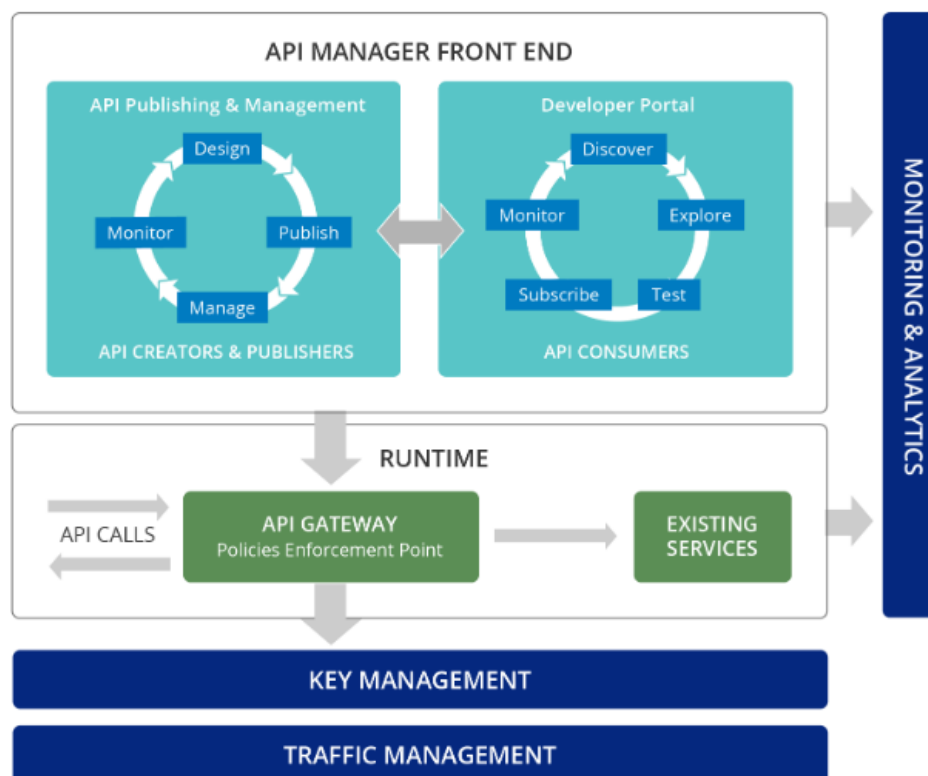 API MANAGER FRONT END
API Publishing & Management
Design
Monitor
Publish
Manage
API CREATORS & PUBLISHERS
Developer Portal
Discover
Monitor
Explore
Subscribe
Test
API CONSUMERS
MONITORING & ANALYTICS
RUNTIME
API CALLS
API GATEWAY
Policies Enforcement Point
EXISTING
SERVICES
KEY MANAGEMENT
TRAFFIC MANAGEMENT